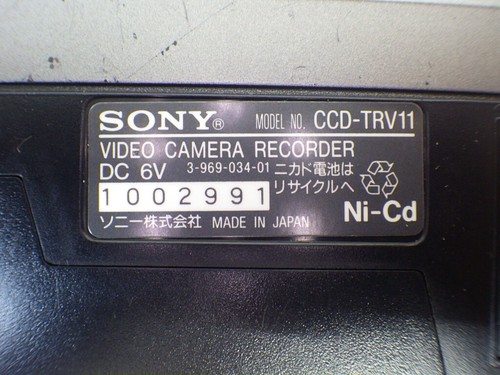 SONY® MODEL NO. CCD-TRV11
VIDEO CAMERA RECORDER
DC 6V 3-969-034-01 ニカド電池は
1002991 リサイクルへ
ソニー株式会社 MADE IN JAPAN Ni-Cd